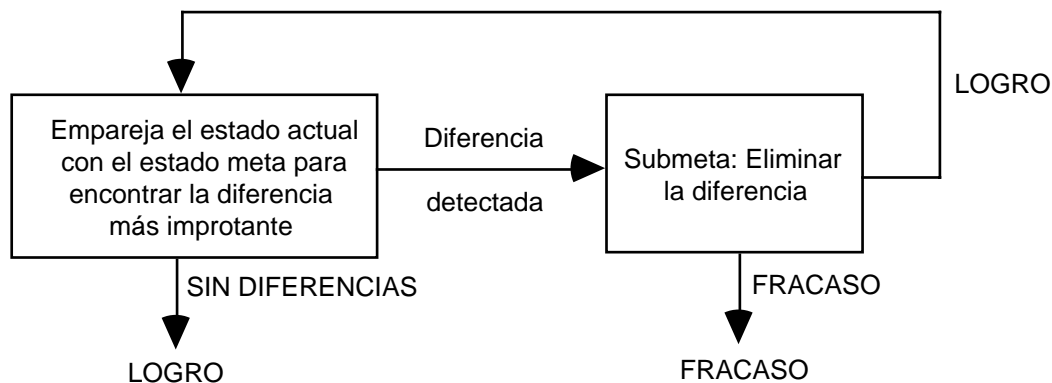 LOGRO
Empareja el estado actual
con el estado meta para
encontrar la diferencia
más improtante
Diferencia
detectada
Submeta: Eliminar
la diferencia
SIN DIFERENCIAS
FRACASO
LOGRO
FRACASO